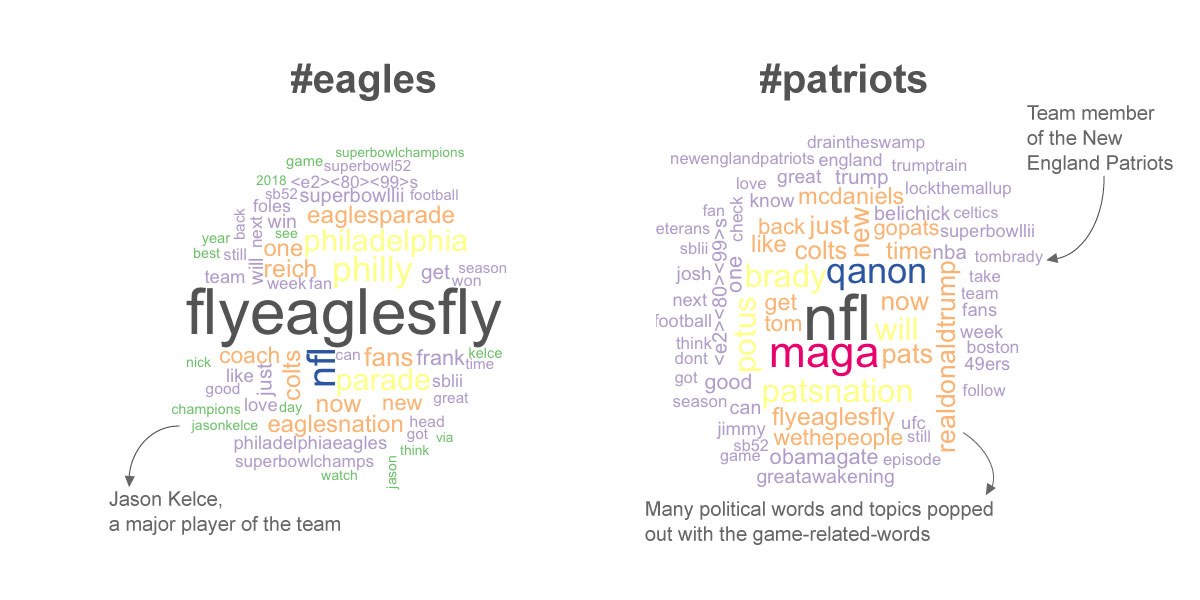 #eagles
superbowlchampions
game superbowl52
2018 <e2><80><99>s
sb52 superbowllii football
foles
back next win eaglesparade
year see
best still will one philadelphia
team reich philly get season
week fan won
flyeaglesfly
nick coach colts nfl can fans frank kelce
time
like just parade sblii
good great
champions love day now new
jasonkelce eaglesnation head
philadelphiaeagles got via
superbowlchamps think
watch jason
Jason Kelce,
a major player of the team
#patriots
Team member
of the New
England Patriots
draintheswamp
newenglandpatriots england trumptrain
love great trump lockthemallup
fan check know mcdaniels belichick celtics
eterans back just new gopats superbowllii
sblii <e2><80><99>s one like colts time nba tombrady
josh brady qanon take
next potus get nfl now realdonaldtrump team
football tom will fans
think week
dont maga pats boston
got good 49ers
season patsnation follow
can flyeaglesfly ufc
jimmy wethepeople still
sb52
game obamagate episode
greatawakening
Many political words and topics popped
out with the game-related-words